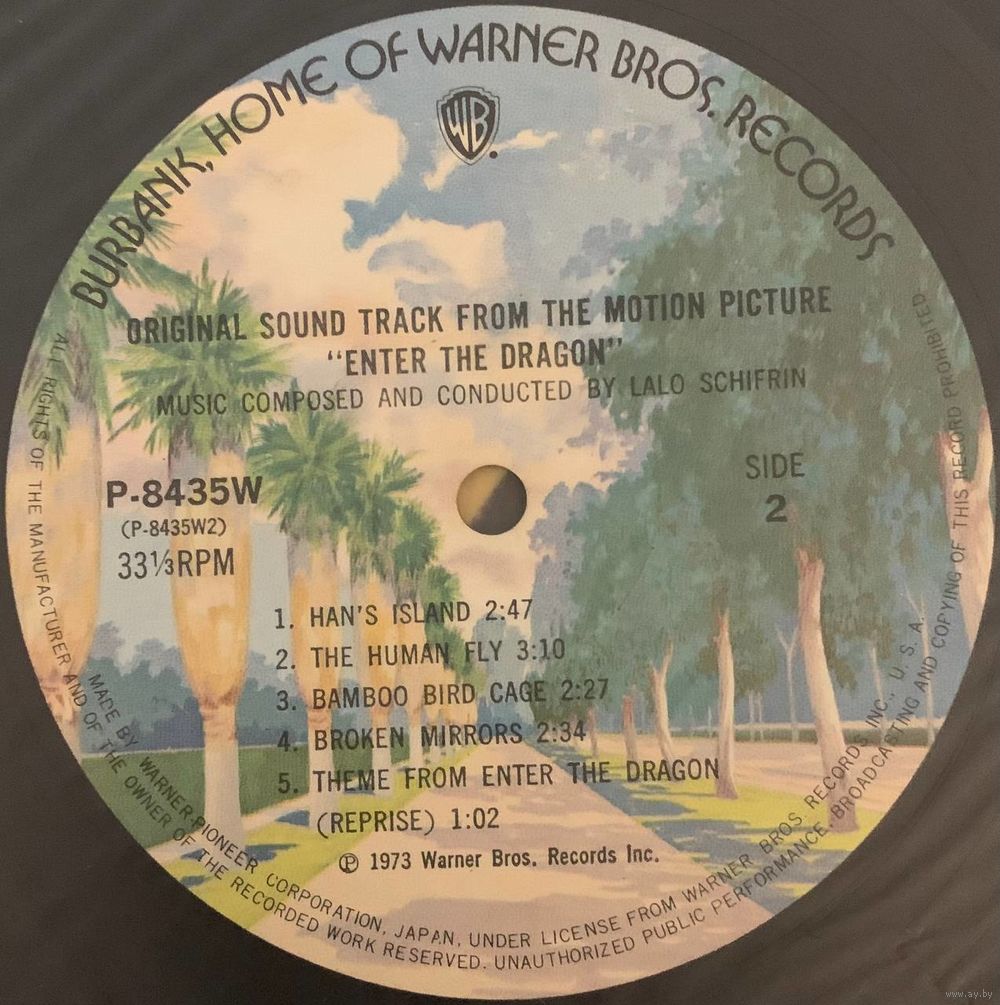 BURBANK, HOME OF WARNER BROS. RECORDS
WB
ORIGINAL SOUND TRACK FROM THE MOTION PICTURE
“ENTER THE DRAGON”
MUSIC COMPOSED AND CONDUCTED BY LALO SCHIFRIN
P-8435W
(P-8435W2)
33⅓RPM
SIDE
2
1. HAN'S ISLAND 2:47
2. THE HUMAN FLY 3:10
3. BAMBOO BIRD CAGE 2:27
4. BROKEN MIRRORS 2:34
5. THEME FROM ENTER THE DRAGON
(REPRISE) 1:02
℗ 1973 Warner Bros. Records Inc.
MADE BY WARNER-PIONEER CORPORATION, JAPAN, UNDER LICENSE FROM WARNER BROS. RECORDS INC., U. S. A.
ALL RIGHTS OF THE MANUFACTURER AND OF THE OWNER OF THE RECORDED WORK RESERVED. UNAUTHORIZED PUBLIC PERFORMANCE. BROADCASTING AND COPYING OF THIS RECORD PROHIBITED
www.ay.by